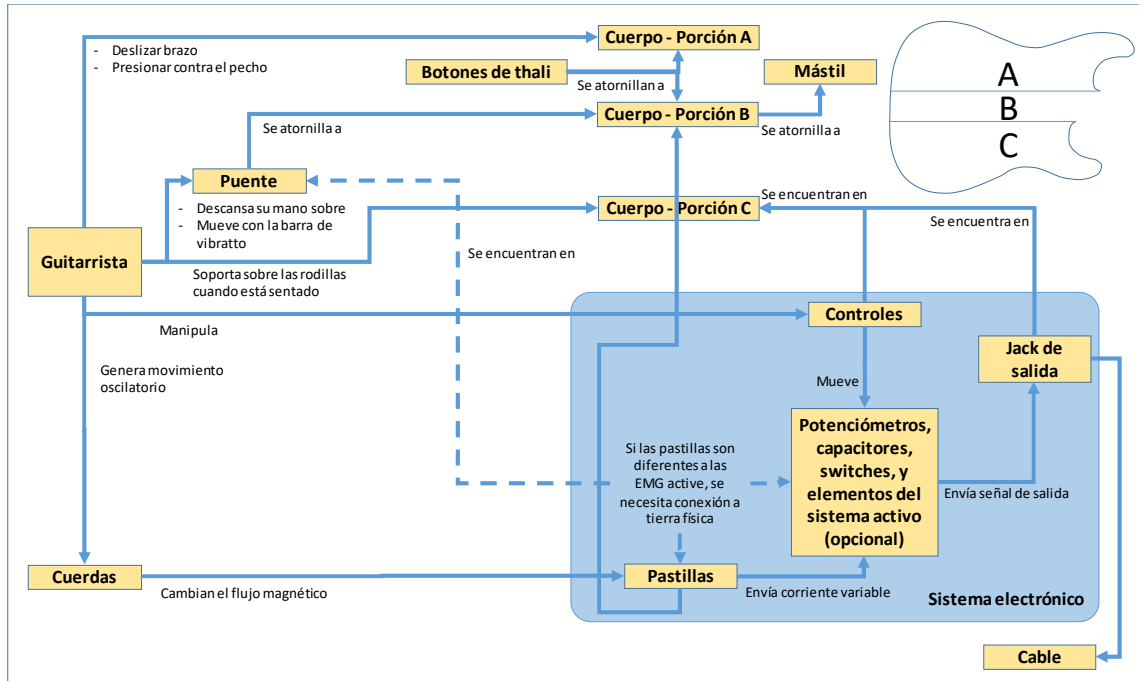 Cuerpo - Porción A
- Deslizar brazo
- Presionar contra el pecho
Botones de thali
Se atornillan a
Mástil
A
B
C
Cuerpo - Porción B
Se atornilla a
Se atornilla a
Puente
- Descansa su mano sobre
- Mueve con la barra de
vibratto
Cuerpo - Porción C
Se encuentran en
Se encuentra en
Se encuentran en
Guitarrista
Soporta sobre las rodillas
cuando está sentado
Manipula
Controles
Jack de
salida
Genera movimiento
oscilatorio
Mueve
Si las pastillas son
diferentes a las
EMG active, se
necesita conexión a
tierra física
Potenciómetros,
capacitores,
switches, y
elementos del
sistema activo
(opcional)
Envía señal de salida
Cuerdas
Cambian el flujo magnético
Pastillas
Envía corriente variable
Sistema electrónico
Cable